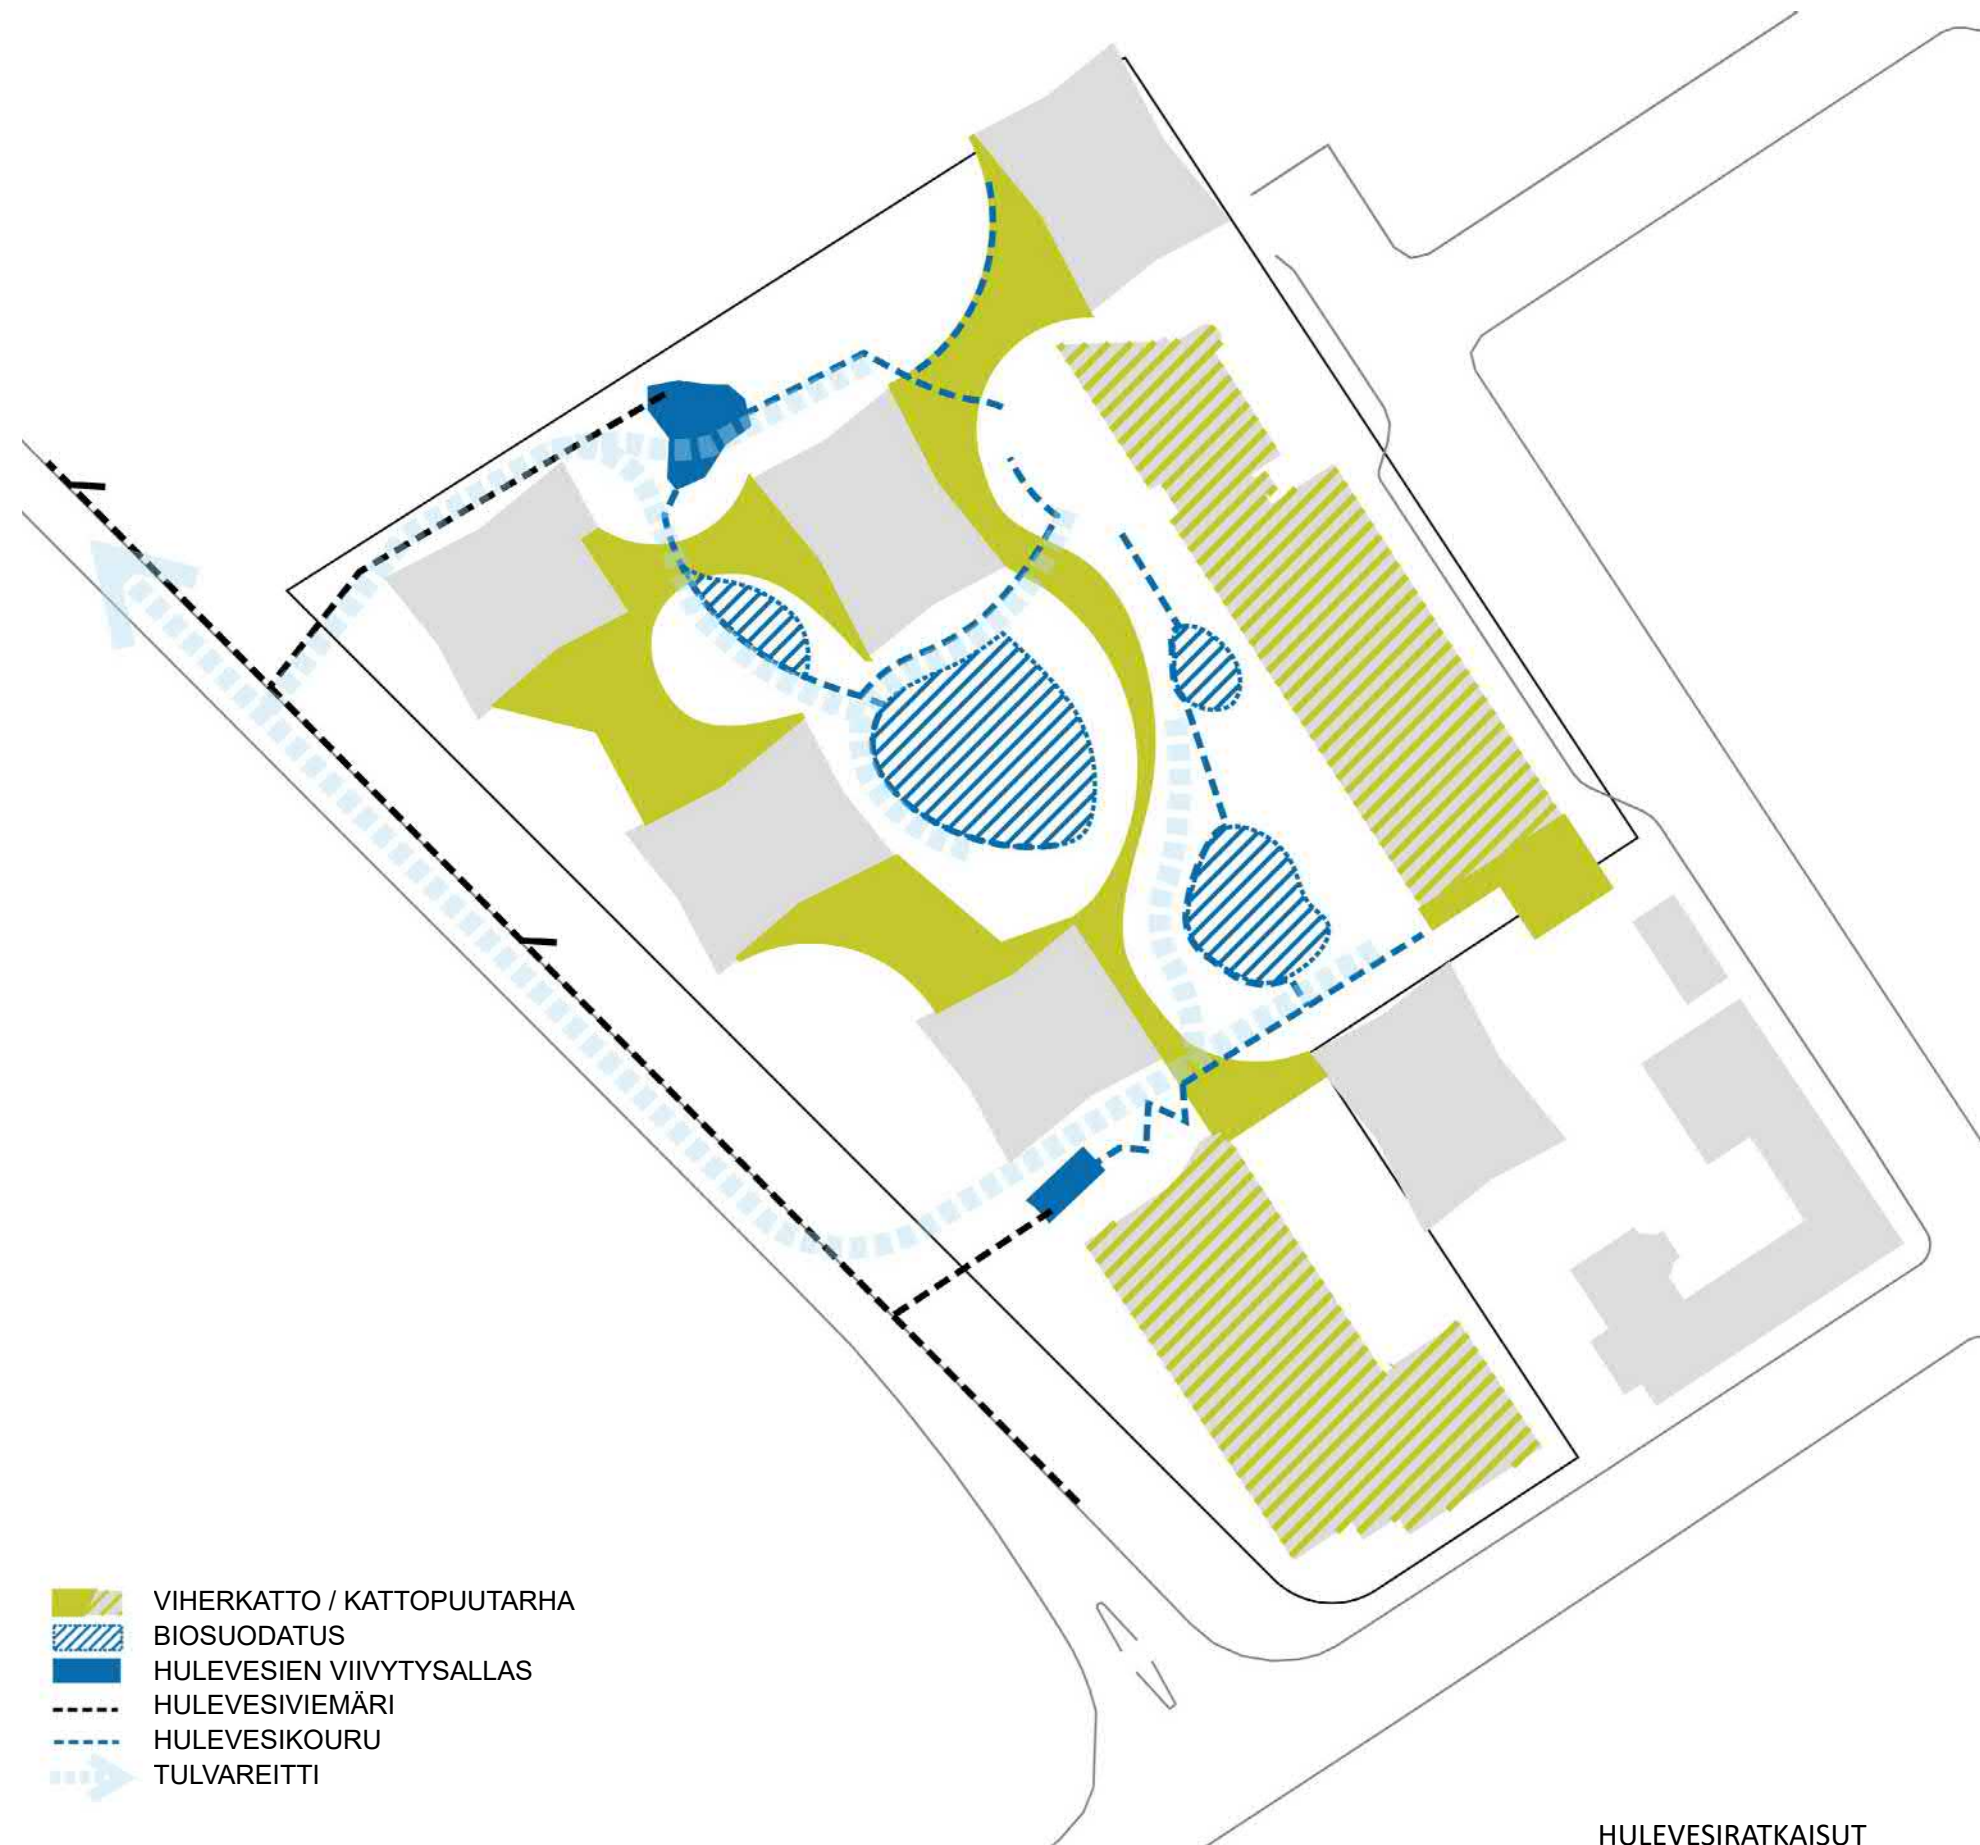 VIHERKATTO / KATTOPUUTARHA
BIOSUODATUS
HULEVESIEN VIIVYTYSALLAS
HULEVESIVIEMÄRI
HULEVESIKOURU
TULVAREITTI
HULEVESIRATKAISUT